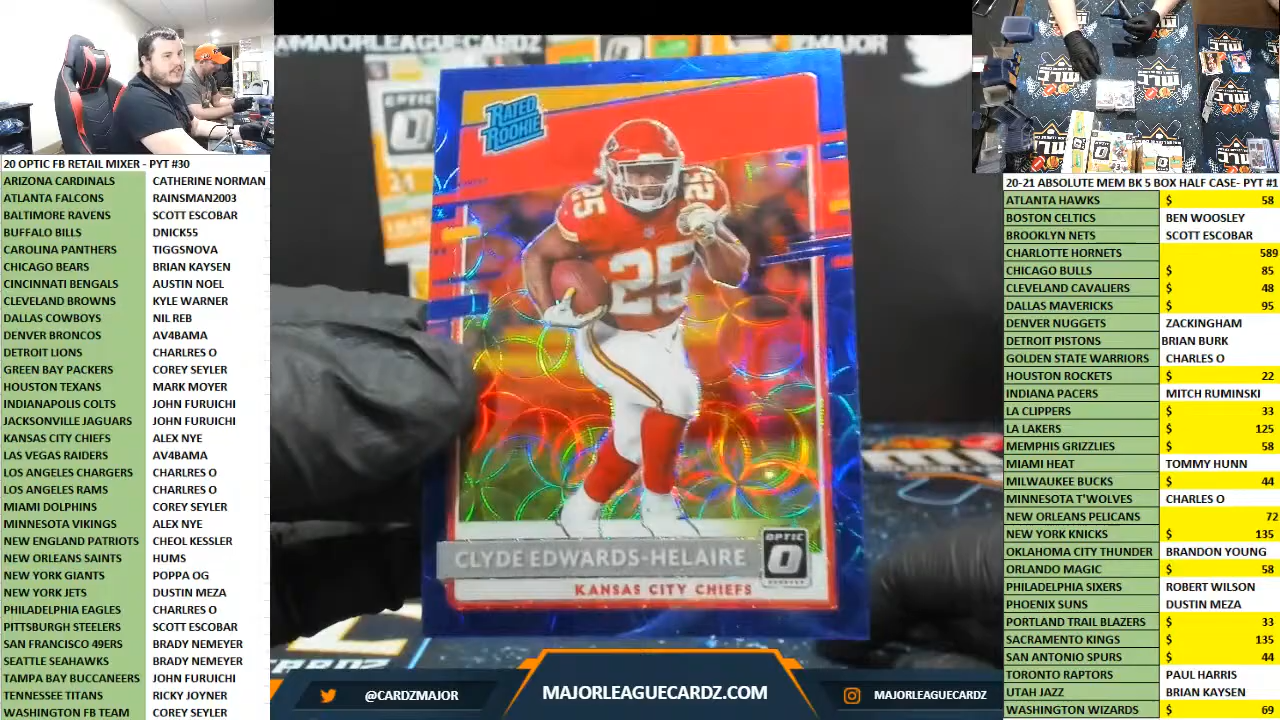 20 OPTIC FB RETAIL MIXER - PYT #30
ARIZONA CARDINALS CATHERINE NORMAN
ATLANTA FALCONS RAINSMAN2003
BALTIMORE RAVENS SCOTT ESCOBAR
BUFFALO BILLS DNICK55
CAROLINA PANTHERS TIGGSNOVA
CHICAGO BEARS BRIAN KAYSEN
CINCINNATI BENGALS AUSTIN NOEL
CLEVELAND BROWNS KYLE WARNER
DALLAS COWBOYS NIL REB
DENVER BRONCOS AV4BAMA
DETROIT LIONS CHARLRES O
GREEN BAY PACKERS COREY SEYLER
HOUSTON TEXANS MARK MOYER
INDIANAPOLIS COLTS JOHN FURUICHI
JACKSONVILLE JAGUARS JOHN FURUICHI
KANSAS CITY CHIEFS ALEX NYE
LAS VEGAS RAIDERS AV4BAMA
LOS ANGELES CHARGERS CHARLRES O
LOS ANGELES RAMS CHARLRES O
MIAMI DOLPHINS COREY SEYLER
MINNESOTA VIKINGS ALEX NYE
NEW ENGLAND PATRIOTS CHEOL KESSLER
NEW ORLEANS SAINTS HUMS
NEW YORK GIANTS POPPA OG
NEW YORK JETS DUSTIN MEZA
PHILADELPHIA EAGLES CHARLRES O
PITTSBURGH STEELERS SCOTT ESCOBAR
SAN FRANCISCO 49ERS BRADY NEMEYER
SEATTLE SEAHAWKS BRADY NEMEYER
TAMPA BAY BUCCANEERS JOHN FURUICHI
TENNESSEE TITANS RICKY JOYNER
WASHINGTON FB TEAM COREY SEYLER
@MAJORLEAGUECARDZ
MAJOR
OPTIC
RATED
ROOKIE
25
25
CLYDE EDWARDS-HELAIRE
OPTIC
KANSAS CITY CHIEFS
@CARDZMAJOR
MAJORLEAGUECARDZ.COM
MAJORLEAGUECARDZ
20-21 ABSOLUTE MEM BK 5 BOX HALF CASE- PYT #1
ATLANTA HAWKS $ 58
BOSTON CELTICS BEN WOOSLEY
BROOKLYN NETS SCOTT ESCOBAR
CHARLOTTE HORNETS 589
CHICAGO BULLS $ 85
CLEVELAND CAVALIERS $ 48
DALLAS MAVERICKS $ 95
DENVER NUGGETS ZACKINGHAM
DETROIT PISTONS BRIAN BURK
GOLDEN STATE WARRIORS CHARLES O
HOUSTON ROCKETS $ 22
INDIANA PACERS MITCH RUMINSKI
LA CLIPPERS $ 33
LA LAKERS $ 125
MEMPHIS GRIZZLIES $ 58
MIAMI HEAT TOMMY HUNN
MILWAUKEE BUCKS $ 44
MINNESOTA T'WOLVES CHARLES O
NEW ORLEANS PELICANS 72
NEW YORK KNICKS $ 135
OKLAHOMA CITY THUNDER BRANDON YOUNG
ORLANDO MAGIC $ 58
PHILADELPHIA SIXERS ROBERT WILSON
PHOENIX SUNS DUSTIN MEZA
PORTLAND TRAIL BLAZERS $ 33
SACRAMENTO KINGS $ 135
SAN ANTONIO SPURS $ 44
TORONTO RAPTORS PAUL HARRIS
UTAH JAZZ BRIAN KAYSEN
WASHINGTON WIZARDS $ 69